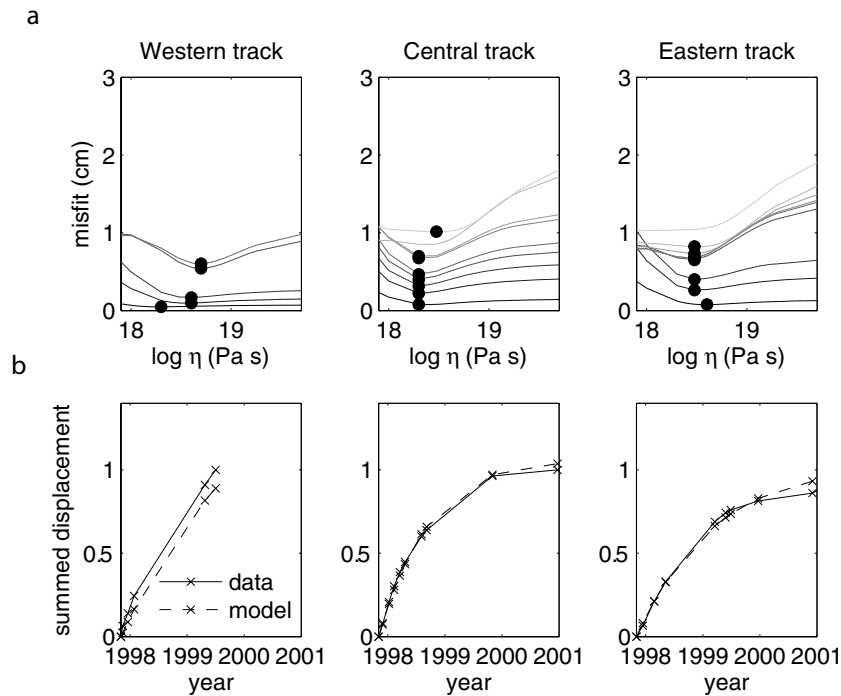 a
Western track
Central track
Eastern track
misfit (cm)
3
2
1
0
18
19
log η (Pa s)
3
2
1
0
18
19
log η (Pa s)
3
2
1
0
18
19
log η (Pa s)
b
summed displacement
1
0.5
0
1998
1999
2000
2001
year
data
model
1
0.5
0
1998
1999
2000
2001
year
1
0.5
0
1998
1999
2000
2001
year